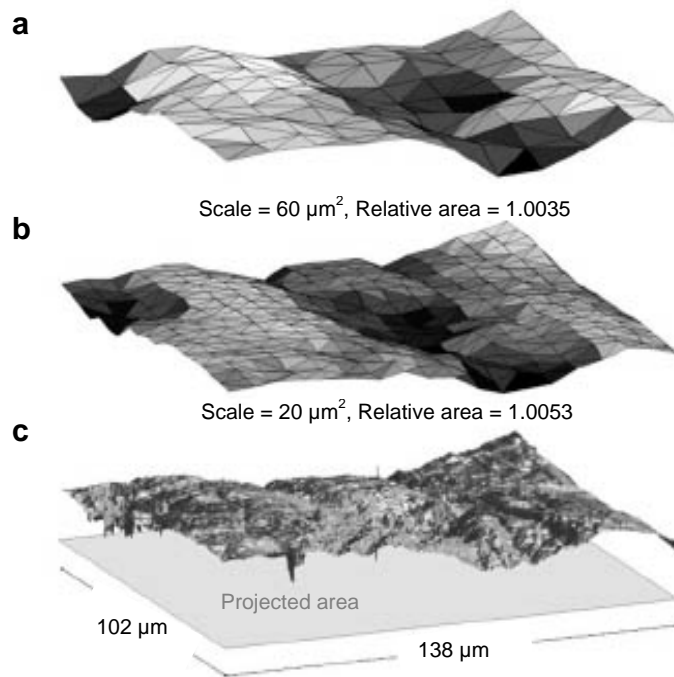 a
Scale = 60 µm², Relative area = 1.0035
b
Scale = 20 µm², Relative area = 1.0053
c
Projected area
102 µm
138 µm